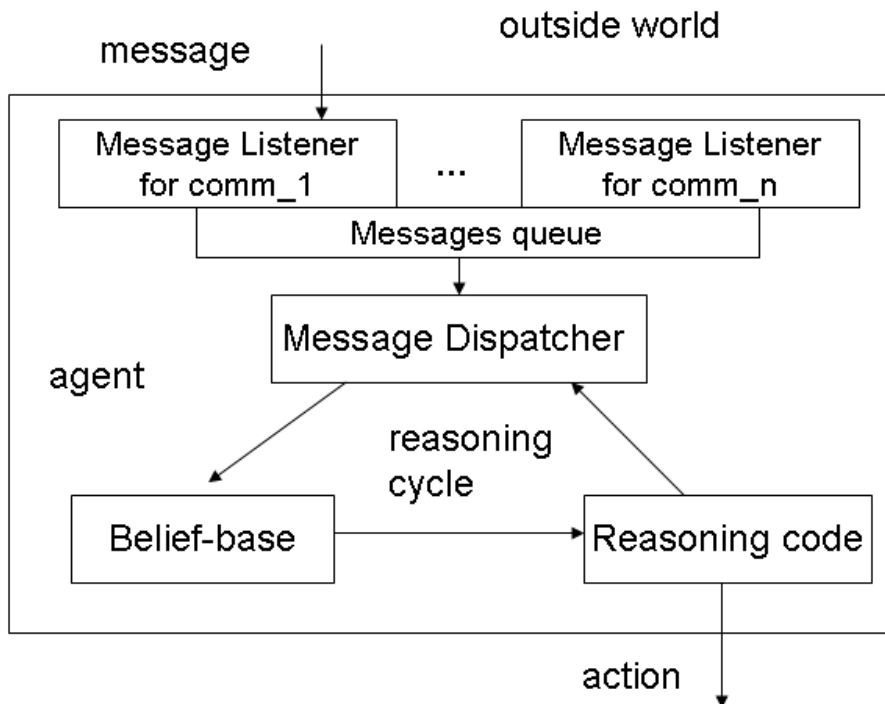 outside world
message
Message Listener
for comm_1
...
Message Listener
for comm_n
Messages queue
Message Dispatcher
agent
reasoning
cycle
Belief-base
Reasoning code
action